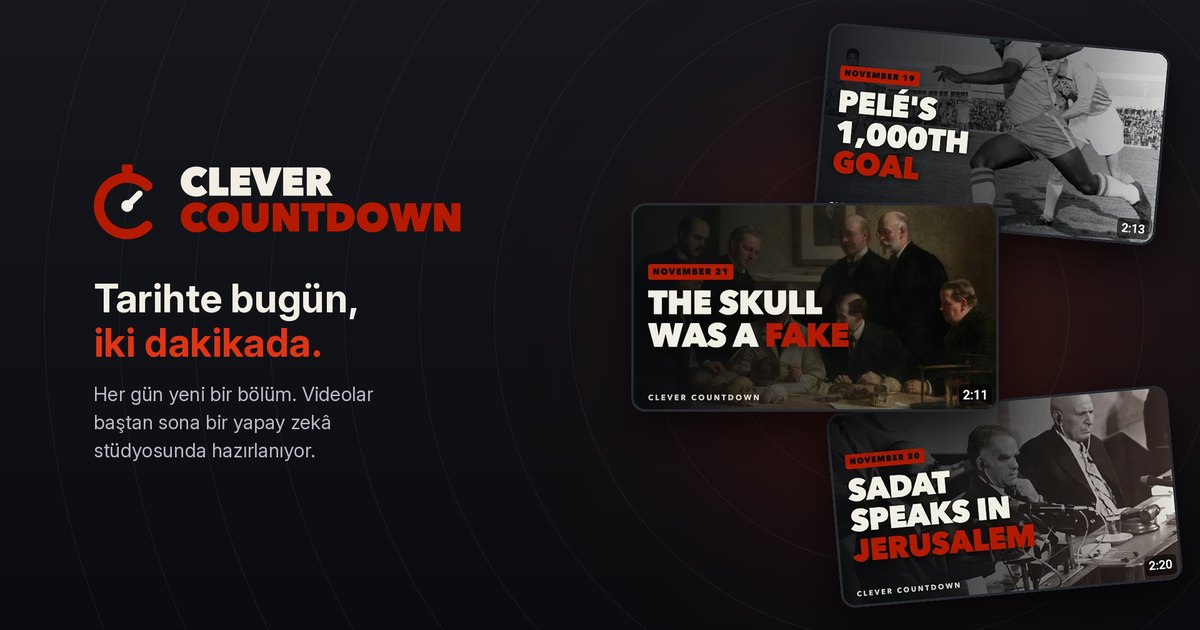 CLEVER
COUNTDOWN
Tarihte bugün,
iki dakikada.
Her gün yeni bir bölüm. Videolar
baştan sona bir yapay zekâ
stüdyosunda hazırlanıyor.
NOVEMBER 19
PELÉ'S
1,000TH
GOAL
2:13
NOVEMBER 21
THE SKULL
WAS A FAKE
CLEVER COUNTDOWN
2:11
NOVEMBER 20
SADAT
SPEAKS IN
JERUSALEM
CLEVER COUNTDOWN
2:20